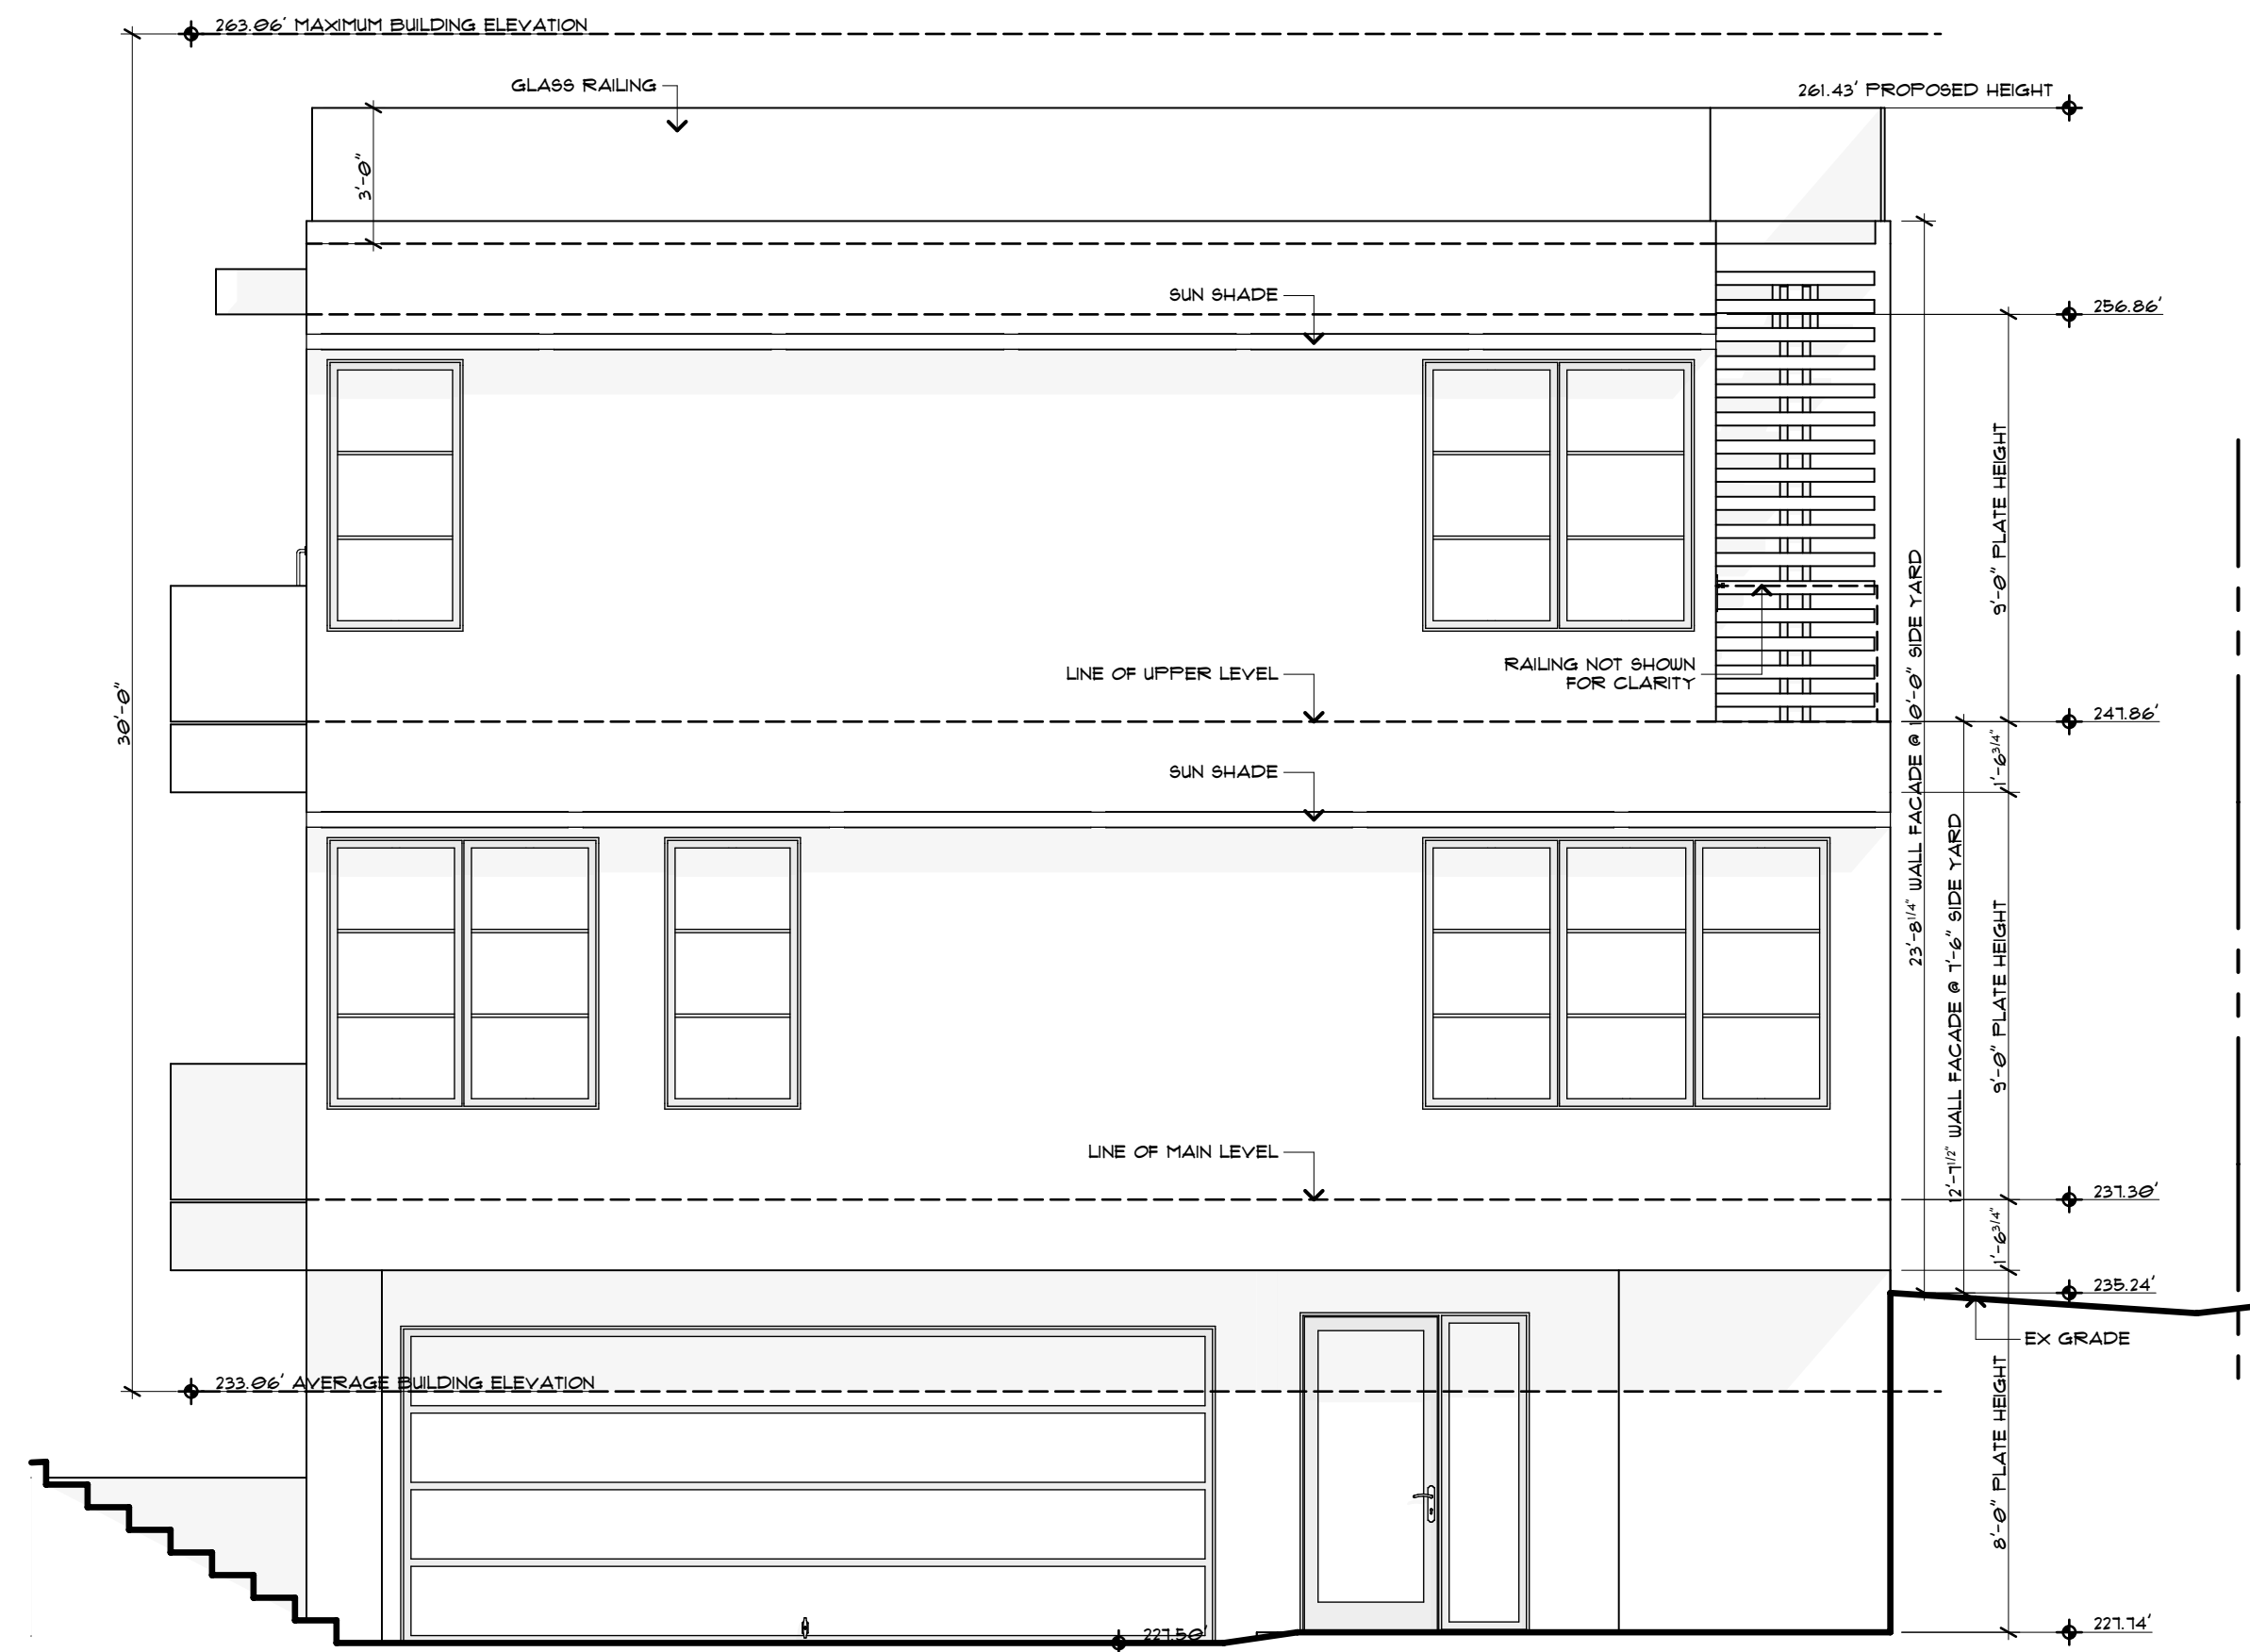 263.06' MAXIMUM BUILDING ELEVATION
GLASS RAILING
261.43' PROPOSED HEIGHT
3'-0"
SUN SHADE
256.86'
9'-0" PLATE HEIGHT
30'-0"
LINE OF UPPER LEVEL
RAILING NOT SHOWN
FOR CLARITY
23'-8 1/4" WALL FACADE @ 10'-0" SIDE YARD
247.86'
1'-6 3/4"
SUN SHADE
12'-7 1/2" WALL FACADE @ 7'-6" SIDE YARD
9'-0" PLATE HEIGHT
LINE OF MAIN LEVEL
237.30'
1'-6 3/4"
235.24'
EX GRADE
233.06' AVERAGE BUILDING ELEVATION
8'-0" PLATE HEIGHT
227.50'
227.74'